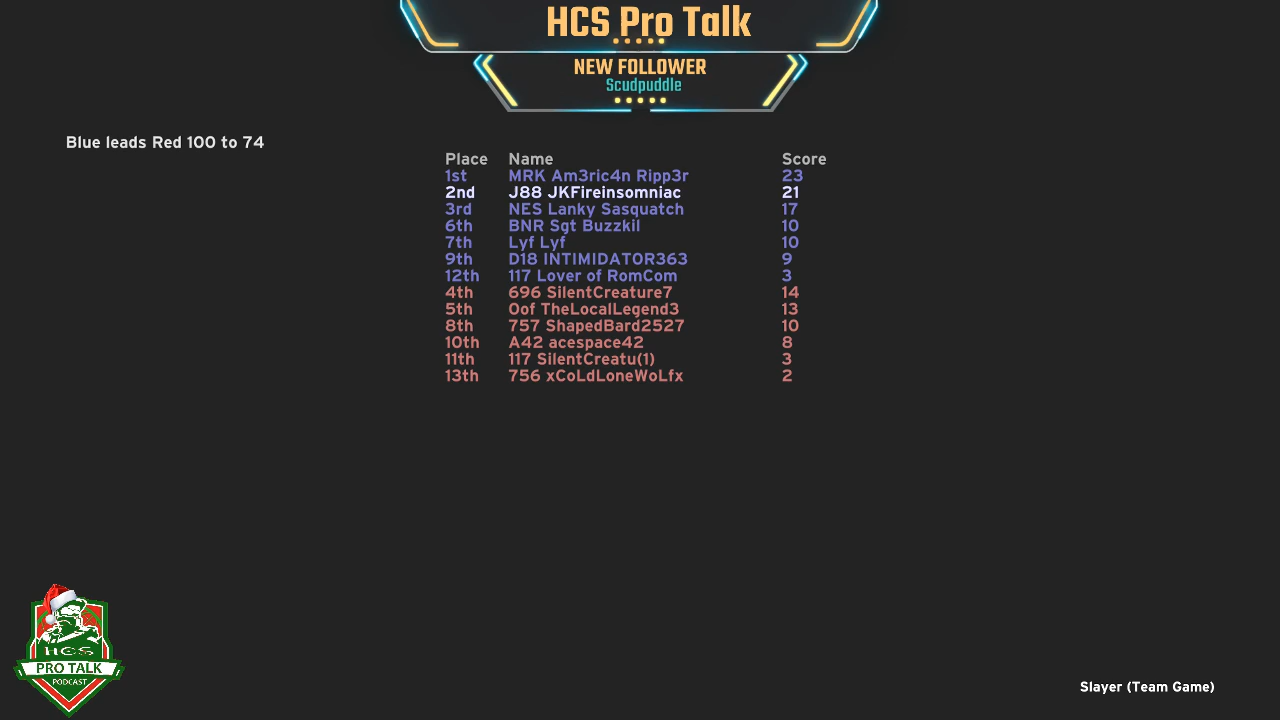 HCS Pro Talk
NEW FOLLOWER
Scudpuddle
Blue leads Red 100 to 74
Place Name Score
1st MRK Am3ric4n Ripp3r 23
2nd J88 JKFireinsomniac 21
3rd NES Lanky Sasquatch 17
6th BNR Sgt Buzzkil 10
7th Lyf Lyf 10
9th D18 INTIMIDATOR363 9
12th 117 Lover of RomCom 3
4th 696 SilentCreature7 14
5th Oof TheLocalLegend3 13
8th 757 ShapedBard2527 10
10th A42 acespace42 8
11th 117 SilentCreatu(1) 3
13th 756 xCoLdLoneWoLfx 2
HCS
PRO TALK
PODCAST
Slayer (Team Game)